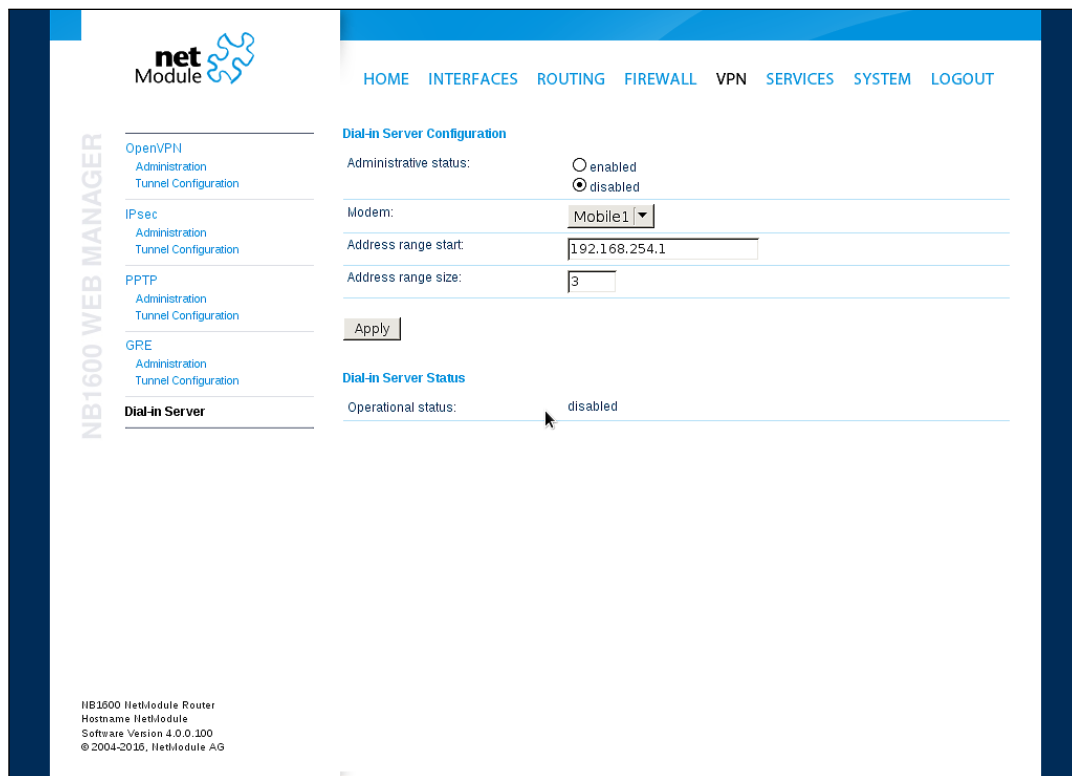 net
Module
HOME INTERFACES ROUTING FIREWALL VPN SERVICES SYSTEM LOGOUT
NB1600 WEB MANAGER
OpenVPN
Administration
Tunnel Configuration
IPsec
Administration
Tunnel Configuration
PPTP
Administration
Tunnel Configuration
GRE
Administration
Tunnel Configuration
Dial-in Server
Dial-in Server Configuration
Administrative status:
enabled
disabled
Modem: Mobile1
Address range start: 192.168.254.1
Address range size: 3
Apply
Dial-in Server Status
Operational status: disabled
NB1600 NetModule Router
Hostname NetModule
Software Version 4.0.0.100
© 2004-2016, NetModule AG